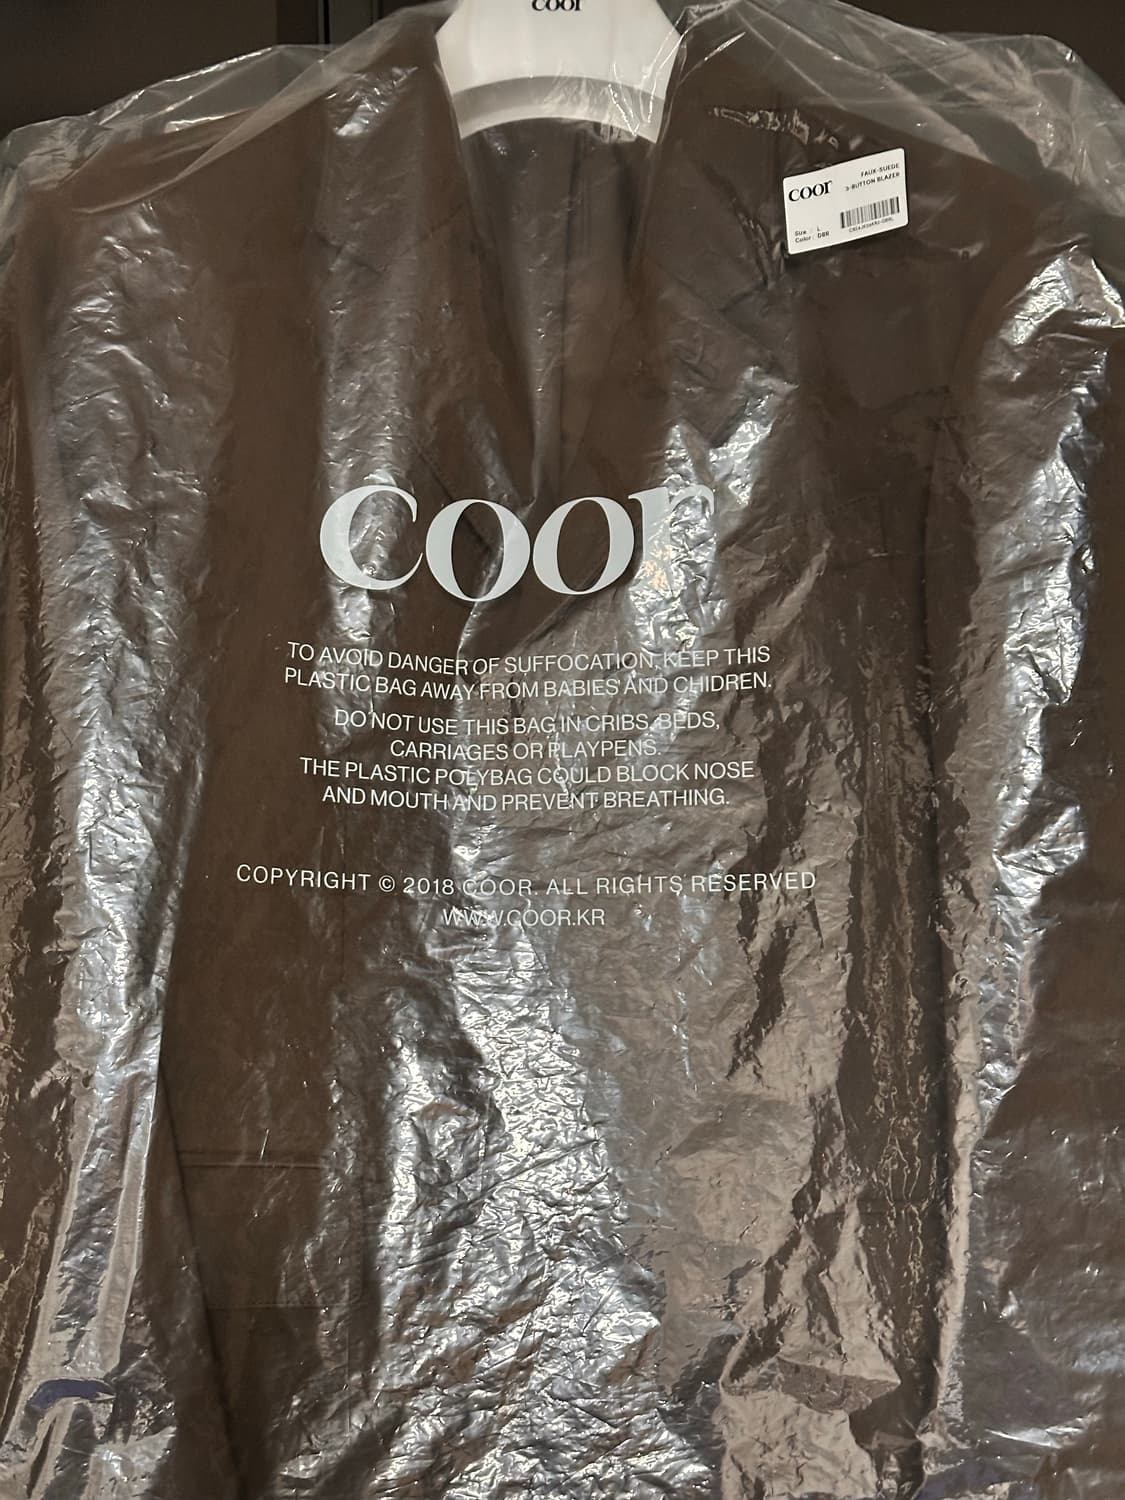 coor
coor
FAUX-SUEDE
3-BUTTON BLAZER
Size : L
Color : DBR
coor
TO AVOID DANGER OF SUFFOCATION, KEEP THIS
PLASTIC BAG AWAY FROM BABIES AND CHIDREN.
DO NOT USE THIS BAG IN CRIBS, BEDS,
CARRIAGES OR PLAYPENS.
THE PLASTIC POLYBAG COULD BLOCK NOSE
AND MOUTH AND PREVENT BREATHING.
COPYRIGHT © 2018 COOR. ALL RIGHTS RESERVED
WWW.COOR.KR